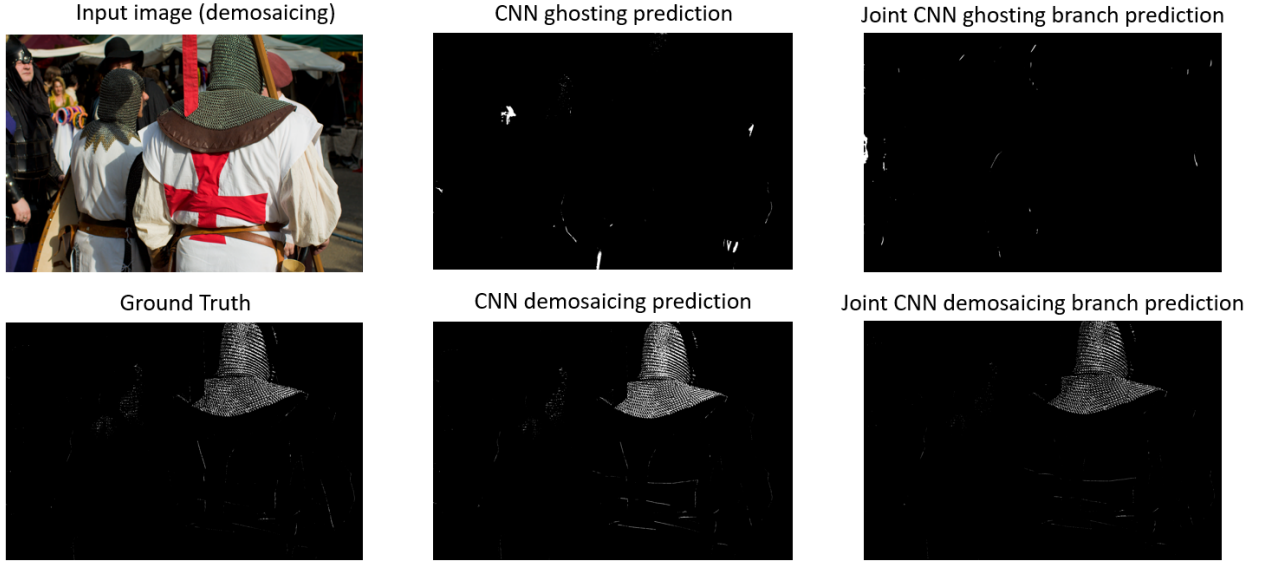 Input image (demosaicing)
CNN ghosting prediction
Joint CNN ghosting branch prediction
Ground Truth
CNN demosaicing prediction
Joint CNN demosaicing branch prediction